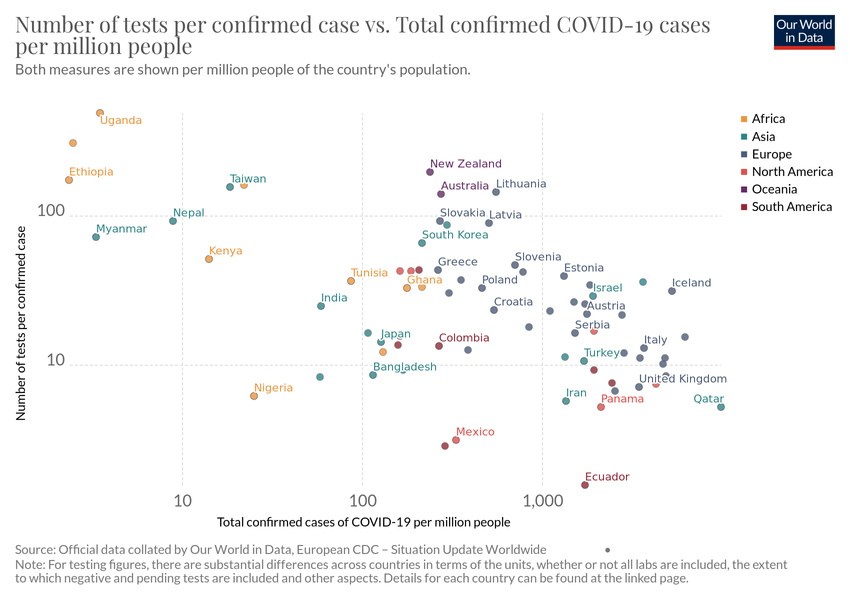 Number of tests per confirmed case vs. Total confirmed COVID-19 cases
per million people
Both measures are shown per million people of the country's population.
Our World
in Data
Africa
Asia
Europe
North America
Oceania
South America
Uganda
Ethiopia
Taiwan
New Zealand
Australia
Lithuania
100
Myanmar
Nepal
Slovakia
Latvia
South Korea
Kenya
Tunisia
Ghana
Greece
Slovenia
Poland
Estonia
Israel
Iceland
India
Croatia
Austria
Serbia
Japan
Colombia
Italy
10
Bangladesh
Turkey
United Kingdom
Nigeria
Iran
Panama
Qatar
Mexico
Ecuador
Number of tests per confirmed case
10
100
1,000
Total confirmed cases of COVID-19 per million people
Source: Official data collated by Our World in Data, European CDC – Situation Update Worldwide
Note: For testing figures, there are substantial differences across countries in terms of the units, whether or not all labs are included, the extent
to which negative and pending tests are included and other aspects. Details for each country can be found at the linked page.